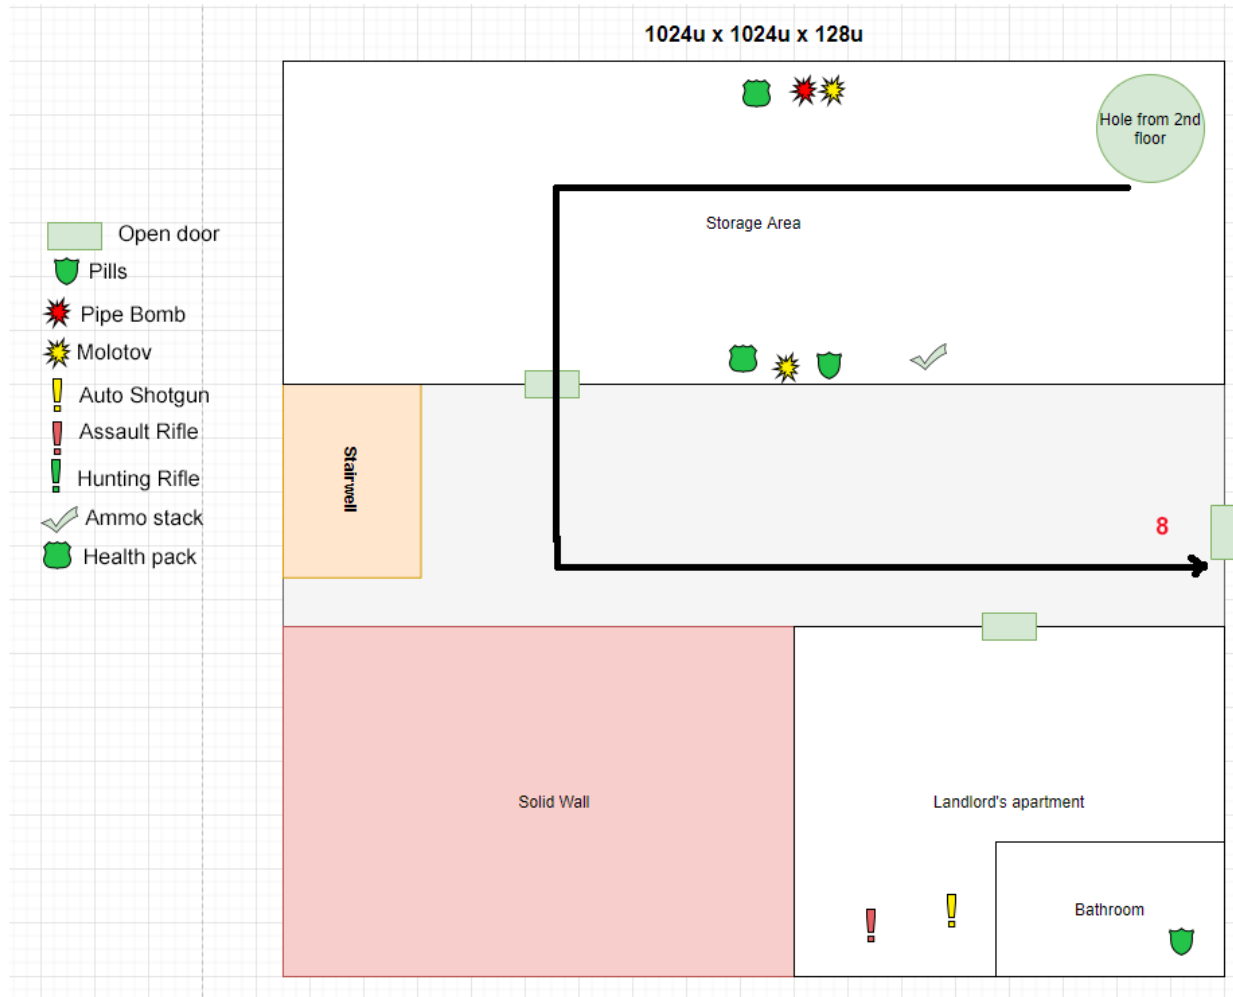 1024u x 1024u x 128u
Hole from 2nd
floor
Storage Area
Open door
Pills
Pipe Bomb
Molotov
Auto Shotgun
Assault Rifle
Hunting Rifle
Ammo stack
Health pack
Stairwell
8
Solid Wall
Landlord's apartment
Bathroom